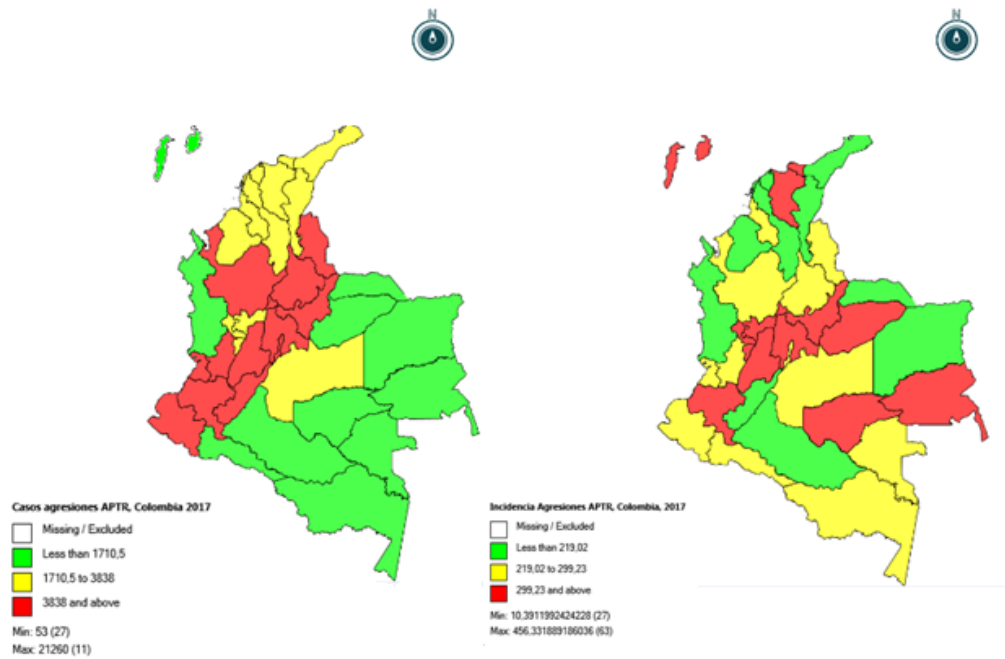 N
N
Casos agresiones APTR, Colombia 2017
Missing / Excluded
Less than 1710,5
1710,5 to 3838
3838 and above
Min: 53 (27)
Max: 21260 (11)
Incidencia Agresiones APTR, Colombia, 2017
Missing / Excluded
Less than 219,02
219,02 to 299,23
299,23 and above
Min: 10,3911992424228 (27)
Max: 456,331889186036 (63)